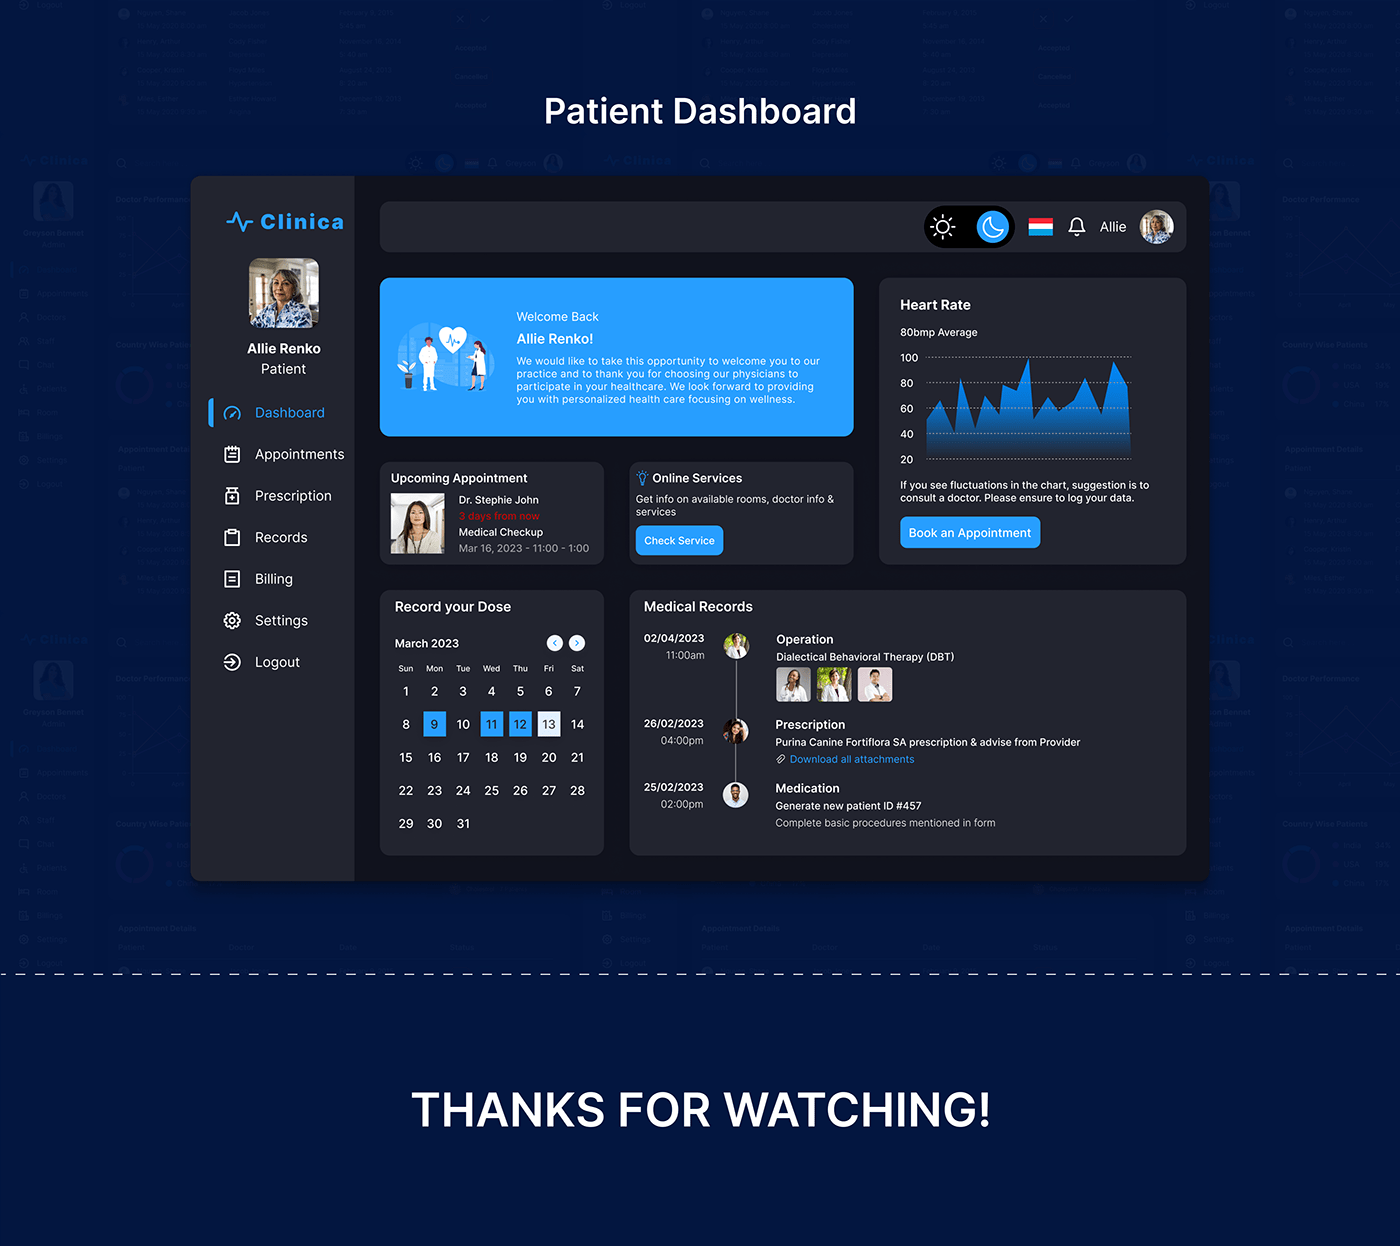 Patient Dashboard
Clinica
Allie Renko
Patient
Dashboard
Appointments
Prescription
Records
Billing
Settings
Logout
Allie
Welcome Back
Allie Renko!
We would like to take this opportunity to welcome you to our
practice and to thank you for choosing our physicians to
participate in your healthcare. We look forward to providing
you with personalized health care focusing on wellness.
Heart Rate
80bmp Average
100
80
60
40
20
If you see fluctuations in the chart, suggestion is to
consult a doctor. Please ensure to log your data.
Book an Appointment
Upcoming Appointment
Dr. Stephie John
3 days from now
Medical Checkup
Mar 16, 2023 - 11:00 - 1:00
Online Services
Get info on available rooms, doctor info &
services
Check Service
Record your Dose
March 2023
Sun Mon Tue Wed Thu Fri Sat
1 2 3 4 5 6 7
8 9 10 11 12 13 14
15 16 17 18 19 20 21
22 23 24 25 26 27 28
29 30 31
Medical Records
02/04/2023
11:00am
Operation
Dialectical Behavioral Therapy (DBT)
26/02/2023
04:00pm
Prescription
Purina Canine Fortiflora SA prescription & advise from Provider
Download all attachments
25/02/2023
02:00pm
Medication
Generate new patient ID #457
Complete basic procedures mentioned in form
THANKS FOR WATCHING!